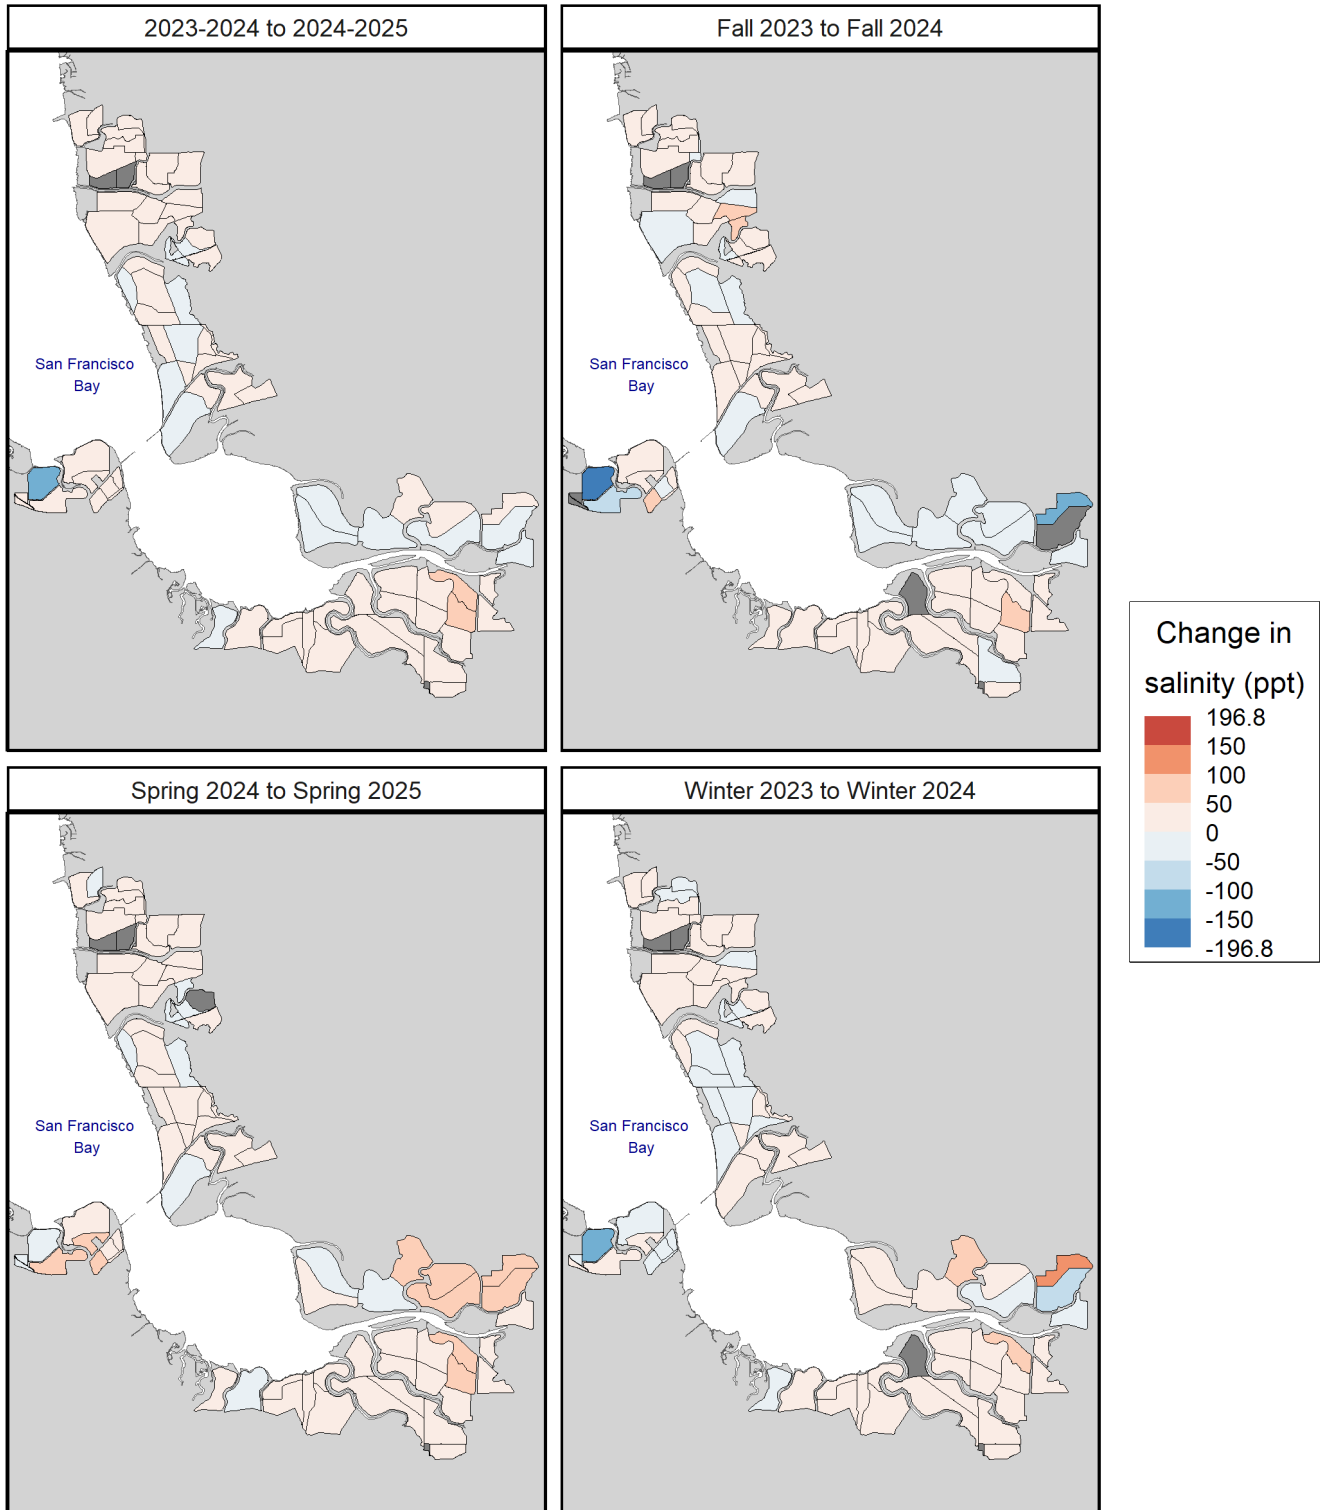 2023-2024 to 2024-2025
Fall 2023 to Fall 2024
San Francisco
Bay
San Francisco
Bay
Spring 2024 to Spring 2025
Winter 2023 to Winter 2024
San Francisco
Bay
San Francisco
Bay
Change in
salinity (ppt)
196.8
150
100
50
0
-50
-100
-150
-196.8